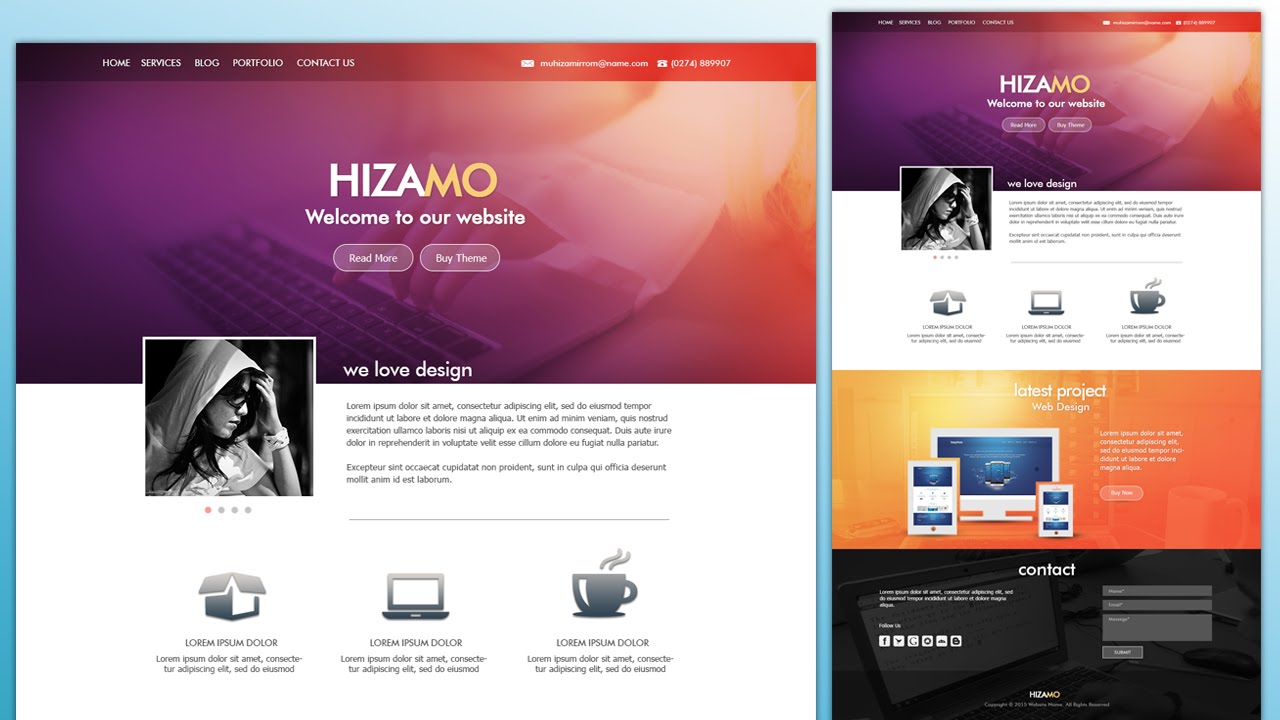 HOME SERVICES BLOG PORTFOLIO CONTACT US muhizamirrom@name.com (0274) 889907
HIZAMO
Welcome to our website
Read More Buy Theme
we love design
Lorem ipsum dolor sit amet, consectetur adipiscing elit, sed do eiusmod tempor
incididunt ut labore et dolore magna aliqua. Ut enim ad minim veniam, quis nostrud
exercitation ullamco laboris nisi ut aliquip ex ea commodo consequat. Duis aute irure
dolor in reprehenderit in voluptate velit esse cillum dolore eu fugiat nulla pariatur.
Excepteur sint occaecat cupidatat non proident, sunt in culpa qui officia deserunt
mollit anim id est laborum.
LOREM IPSUM DOLOR LOREM IPSUM DOLOR LOREM IPSUM DOLOR
Lorem ipsum dolor sit amet, consecte- Lorem ipsum dolor sit amet, consecte- Lorem ipsum dolor sit amet, consecte-
tur adipiscing elit, sed do eiusmod tur adipiscing elit, sed do eiusmod tur adipiscing elit, sed do eiusmod
HOME SERVICES BLOG PORTFOLIO CONTACT US muhizamirrom@name.com (0274) 889907
HIZAMO
Welcome to our website
Read More Buy Theme
we love design
Lorem ipsum dolor sit amet, consectetur adipiscing elit, sed do eiusmod tempor
incididunt ut labore et dolore magna aliqua. Ut enim ad minim veniam, quis nostrud
exercitation ullamco laboris nisi ut aliquip ex ea commodo consequat. Duis aute irure
dolor in reprehenderit in voluptate velit esse cillum dolore eu fugiat nulla pariatur.
Excepteur sint occaecat cupidatat non proident, sunt in culpa qui officia deserunt
mollit anim id est laborum.
LOREM IPSUM DOLOR LOREM IPSUM DOLOR LOREM IPSUM DOLOR
Lorem ipsum dolor sit amet, consecte- Lorem ipsum dolor sit amet, consecte- Lorem ipsum dolor sit amet, consecte-
tur adipiscing elit, sed do eiusmod tur adipiscing elit, sed do eiusmod tur adipiscing elit, sed do eiusmod
latest project
Web Design
Lorem ipsum dolor sit amet,
consectetur adipiscing elit,
sed do eiusmod tempor inci-
didunt ut labore et dolore
magna aliqua.
Buy Now
contact
Lorem ipsum dolor sit amet, consectetur adipiscing elit, sed
do eiusmod tempor incididunt ut labore et dolore magna
aliqua.
Follow Us
Name*
Email*
Message*
SUBMIT
HIZAMO
Copyright © 2015 Website Name. All Rights Reserved